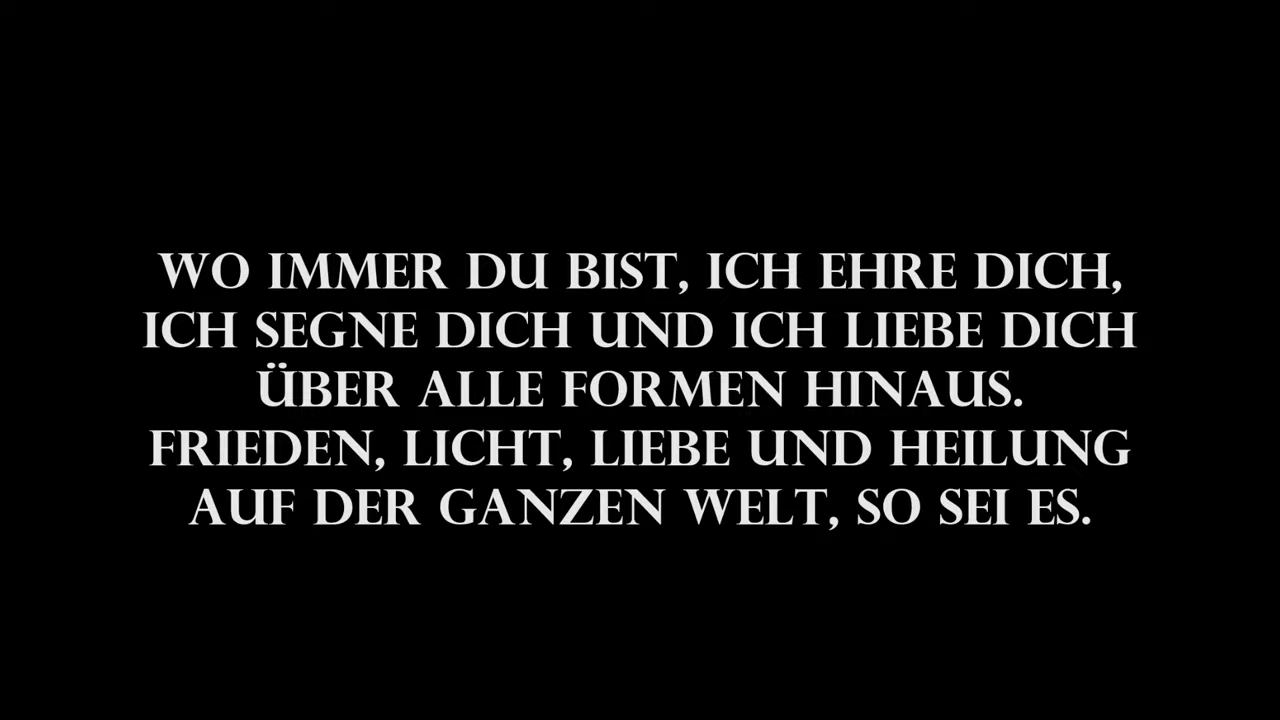 WO IMMER DU BIST, ICH EHRE DICH,
ICH SEGNE DICH UND ICH LIEBE DICH
ÜBER ALLE FORMEN HINAUS.
FRIEDEN, LICHT, LIEBE UND HEILUNG
AUF DER GANZEN WELT, SO SEI ES.